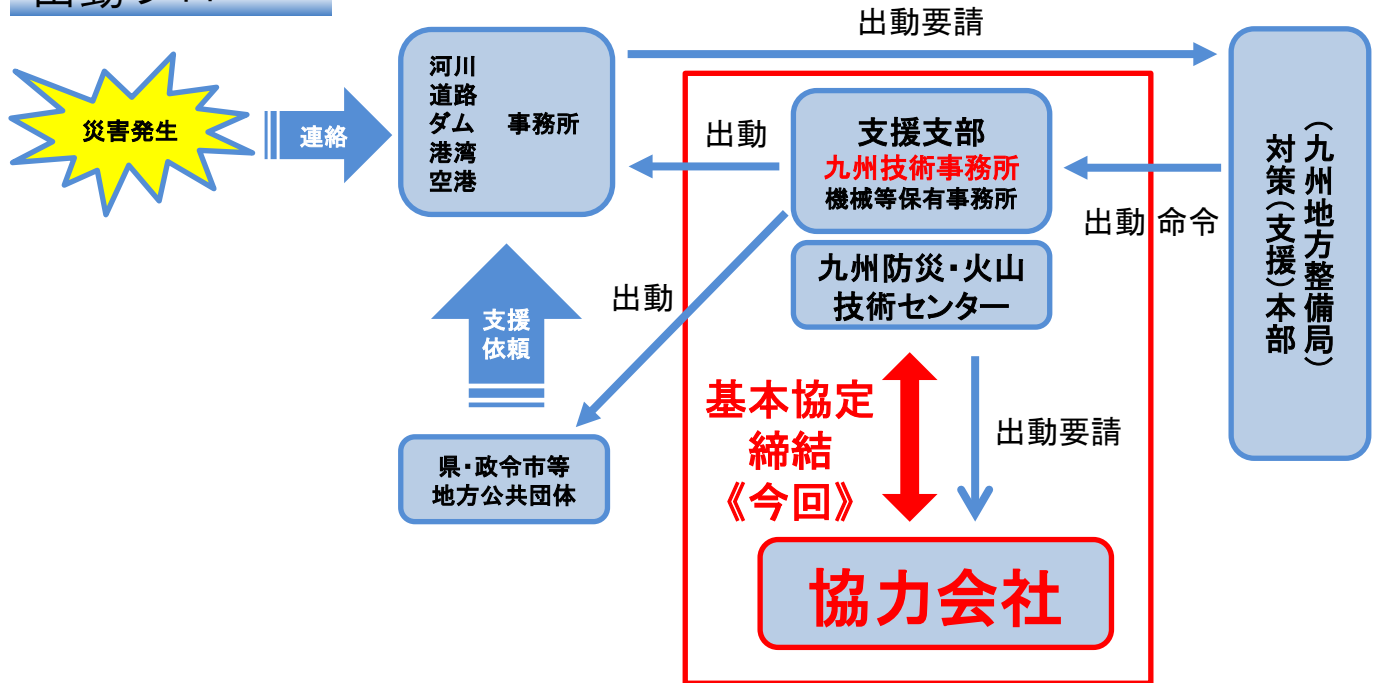 出動要請
災害発生
連絡
河川
道路
ダム 事務所
港湾
空港
出動
支援支部
九州技術事務所
機械等保有事務所
出動 命令
(九州地方整備局)
対策(支援)本部
九州防災・火山
技術センター
出動
支援
依頼
県・政令市等
地方公共団体
基本協定
締結
《今回》
出動要請
協力会社